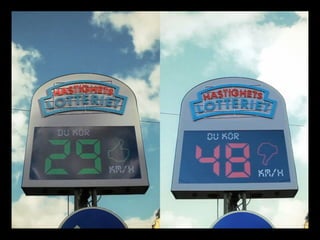 HASTIGHETS
LOTTERIET
DU KÖR
29
KM/H
HASTIGHETS
LOTTERIET
DU KÖR
48
KM/H